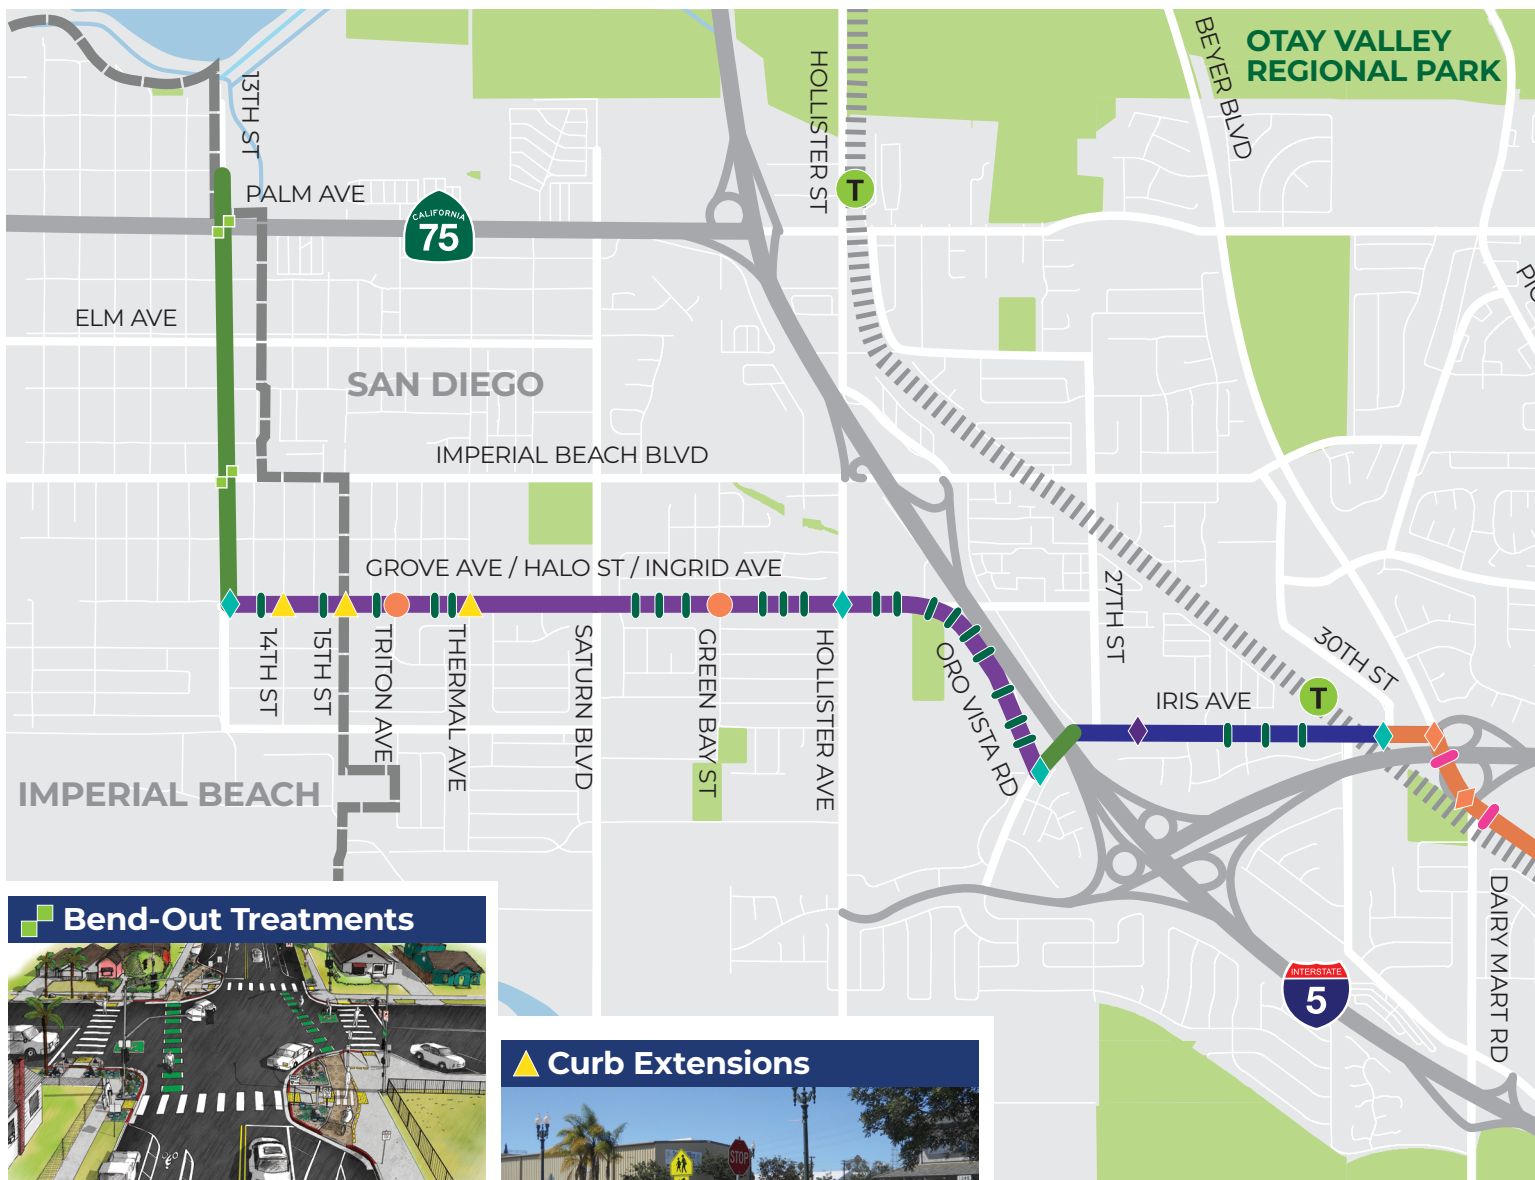 OTAY VALLEY
REGIONAL PARK
BEYER BLVD
HOLLISTER ST
13TH ST
T
PALM AVE
CALIFORNIA
75
ELM AVE
SAN DIEGO
IMPERIAL BEACH BLVD
GROVE AVE / HALO ST / INGRID AVE
14TH ST
15TH ST
TRITON AVE
THERMAL AVE
SATURN BLVD
GREEN BAY ST
HOLLISTER AVE
ORO VISTA RD
27TH ST
30TH ST
IRIS AVE
T
IMPERIAL BEACH
DAIRY MART RD
INTERSTATE
5
Bend-Out Treatments
Curb Extensions
STOP